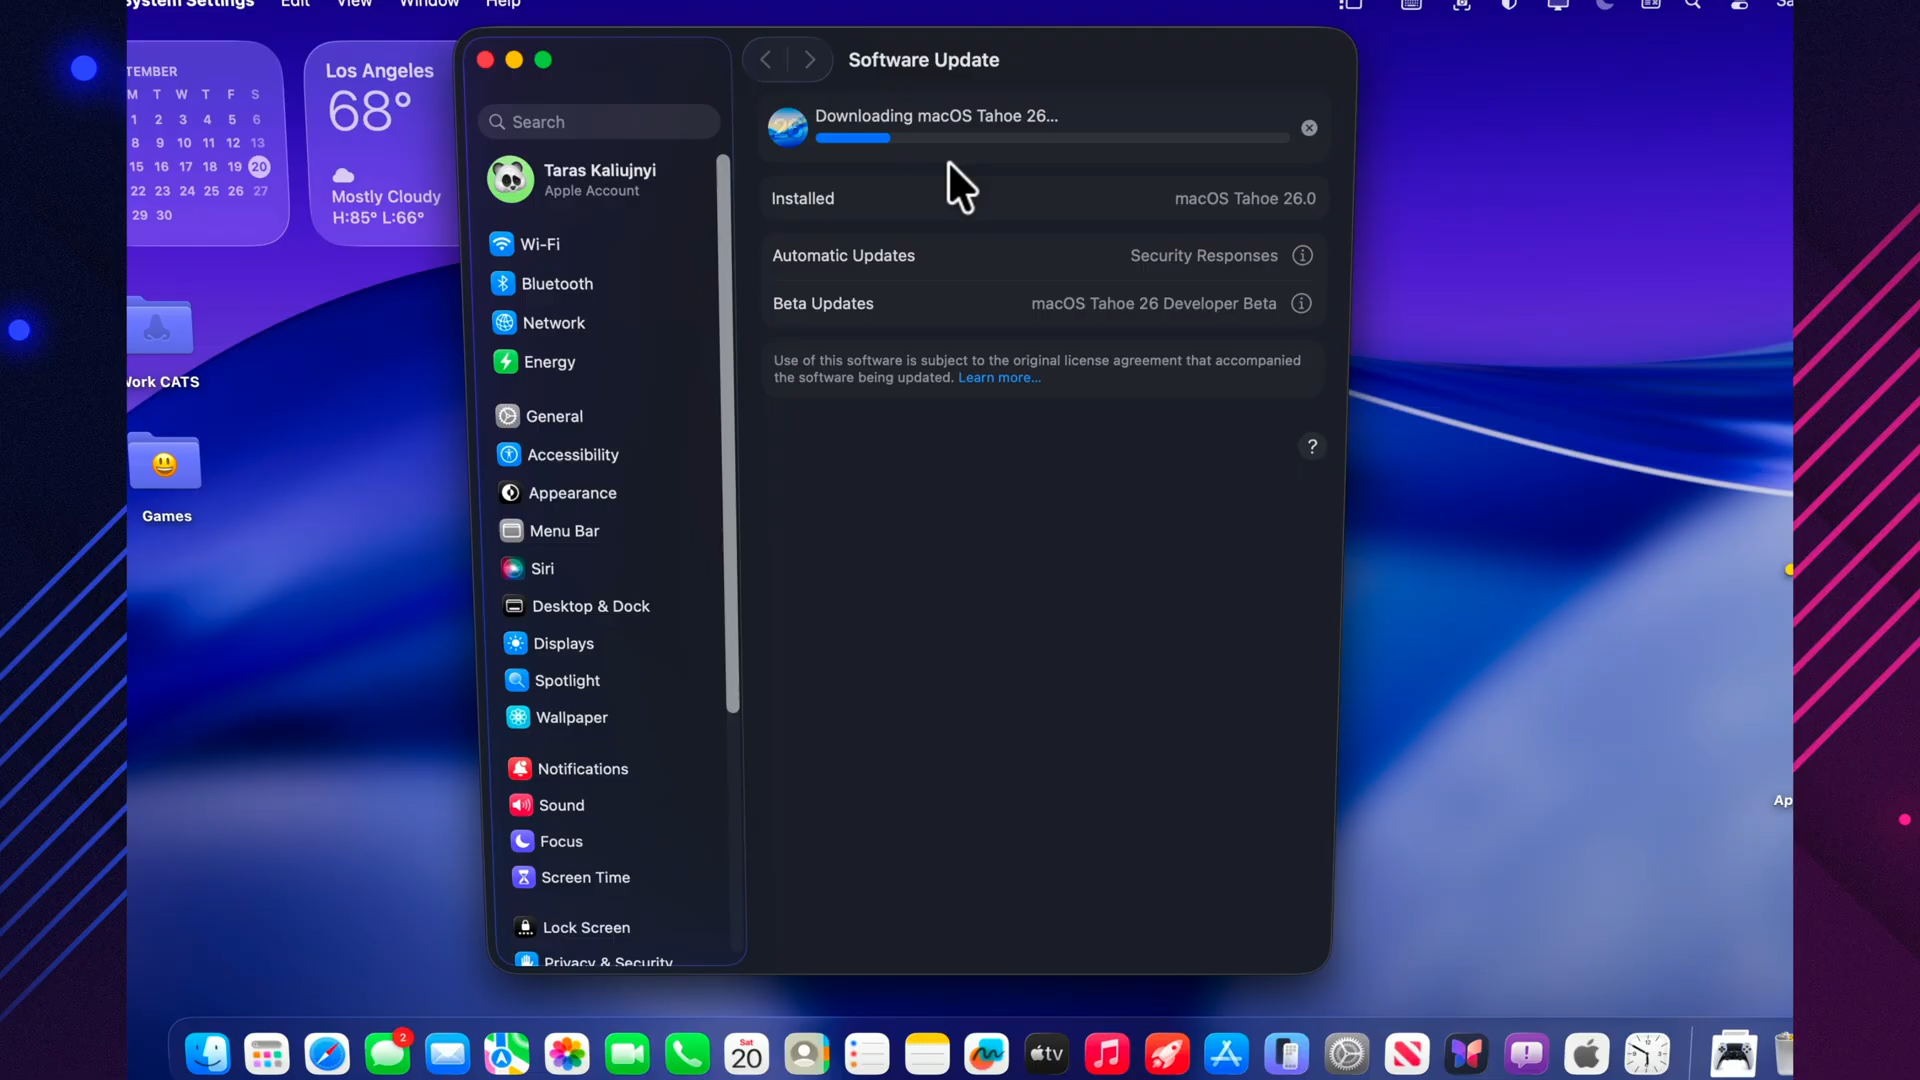 System Settings Edit View Window Help
TEMBER
M T W T F S
1 2 3 4 5 6
8 9 10 11 12 13
15 16 17 18 19 20
22 23 24 25 26 27
29 30
Los Angeles
68°
Mostly Cloudy
H:85° L:66°
Work CATS
Games
Search
Taras Kaliujnyi
Apple Account
Wi-Fi
Bluetooth
Network
Energy
General
Accessibility
Appearance
Menu Bar
Siri
Desktop & Dock
Displays
Spotlight
Wallpaper
Notifications
Sound
Focus
Screen Time
Lock Screen
Privacy & Security
Software Update
Downloading macOS Tahoe 26...
Installed macOS Tahoe 26.0
Automatic Updates Security Responses
Beta Updates macOS Tahoe 26 Developer Beta
Use of this software is subject to the original license agreement that accompanied
the software being updated. Learn more...
?
Ap
2
Sat
20
tv